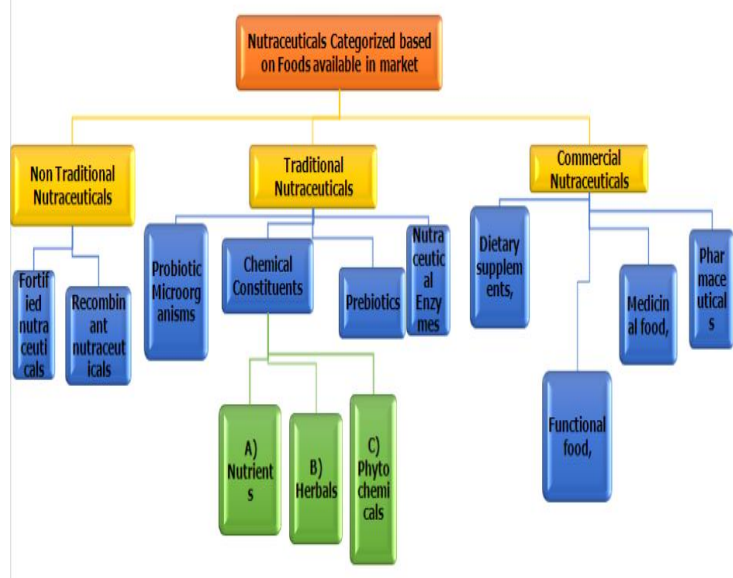 Nutraceuticals Categorized based
on Foods available in market
Non Traditional
Nutraceuticals
Traditional
Nutraceuticals
Commercial
Nutraceuticals
Fortif
ied
nutra
ceuti
cals
Recombin
ant
nutraceut
icals
Probiotic
Microorg
anisms
Chemical
Constituents
Prebiotics
Nutra
ceutic
al
Enzy
mes
Dietary
supplem
ents,
Functional
food,
Medicin
al food,
Phar
mace
utical
s
A)
Nutrient
s
B)
Herbals
C)
Phyto
chemi
cals